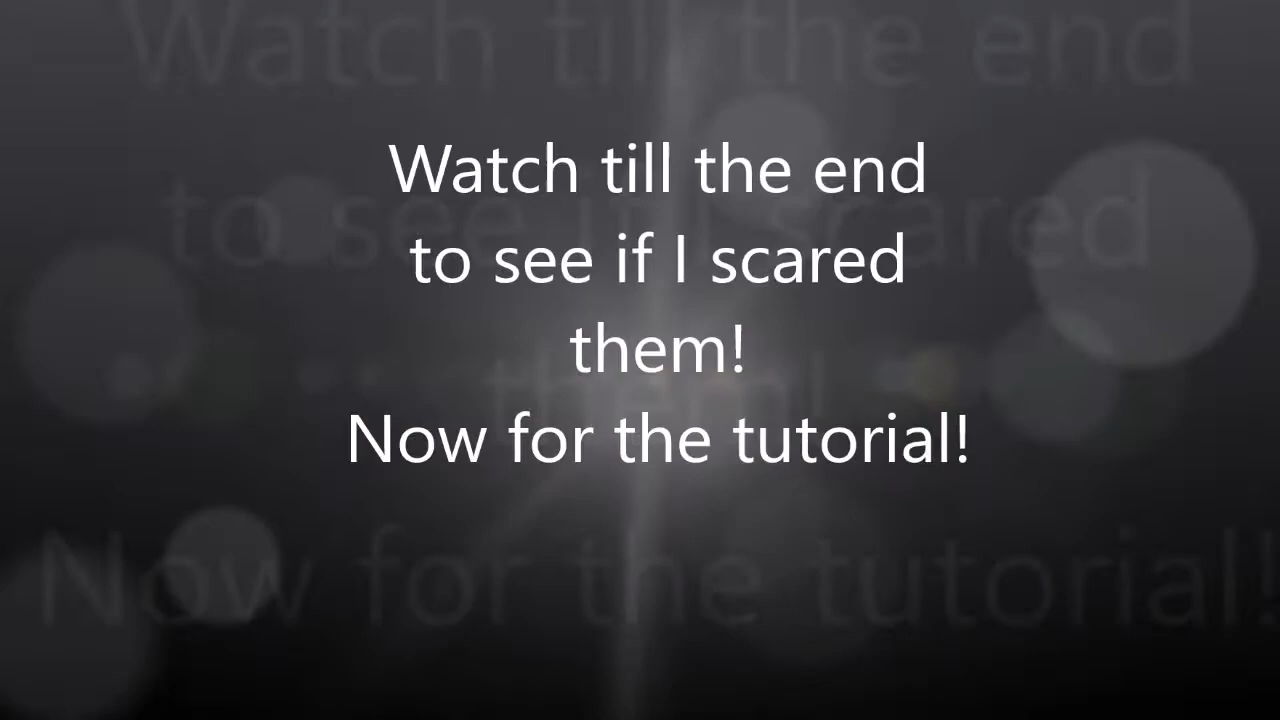 Watch till the end
to see if I scared
them!
Now for the tutorial!